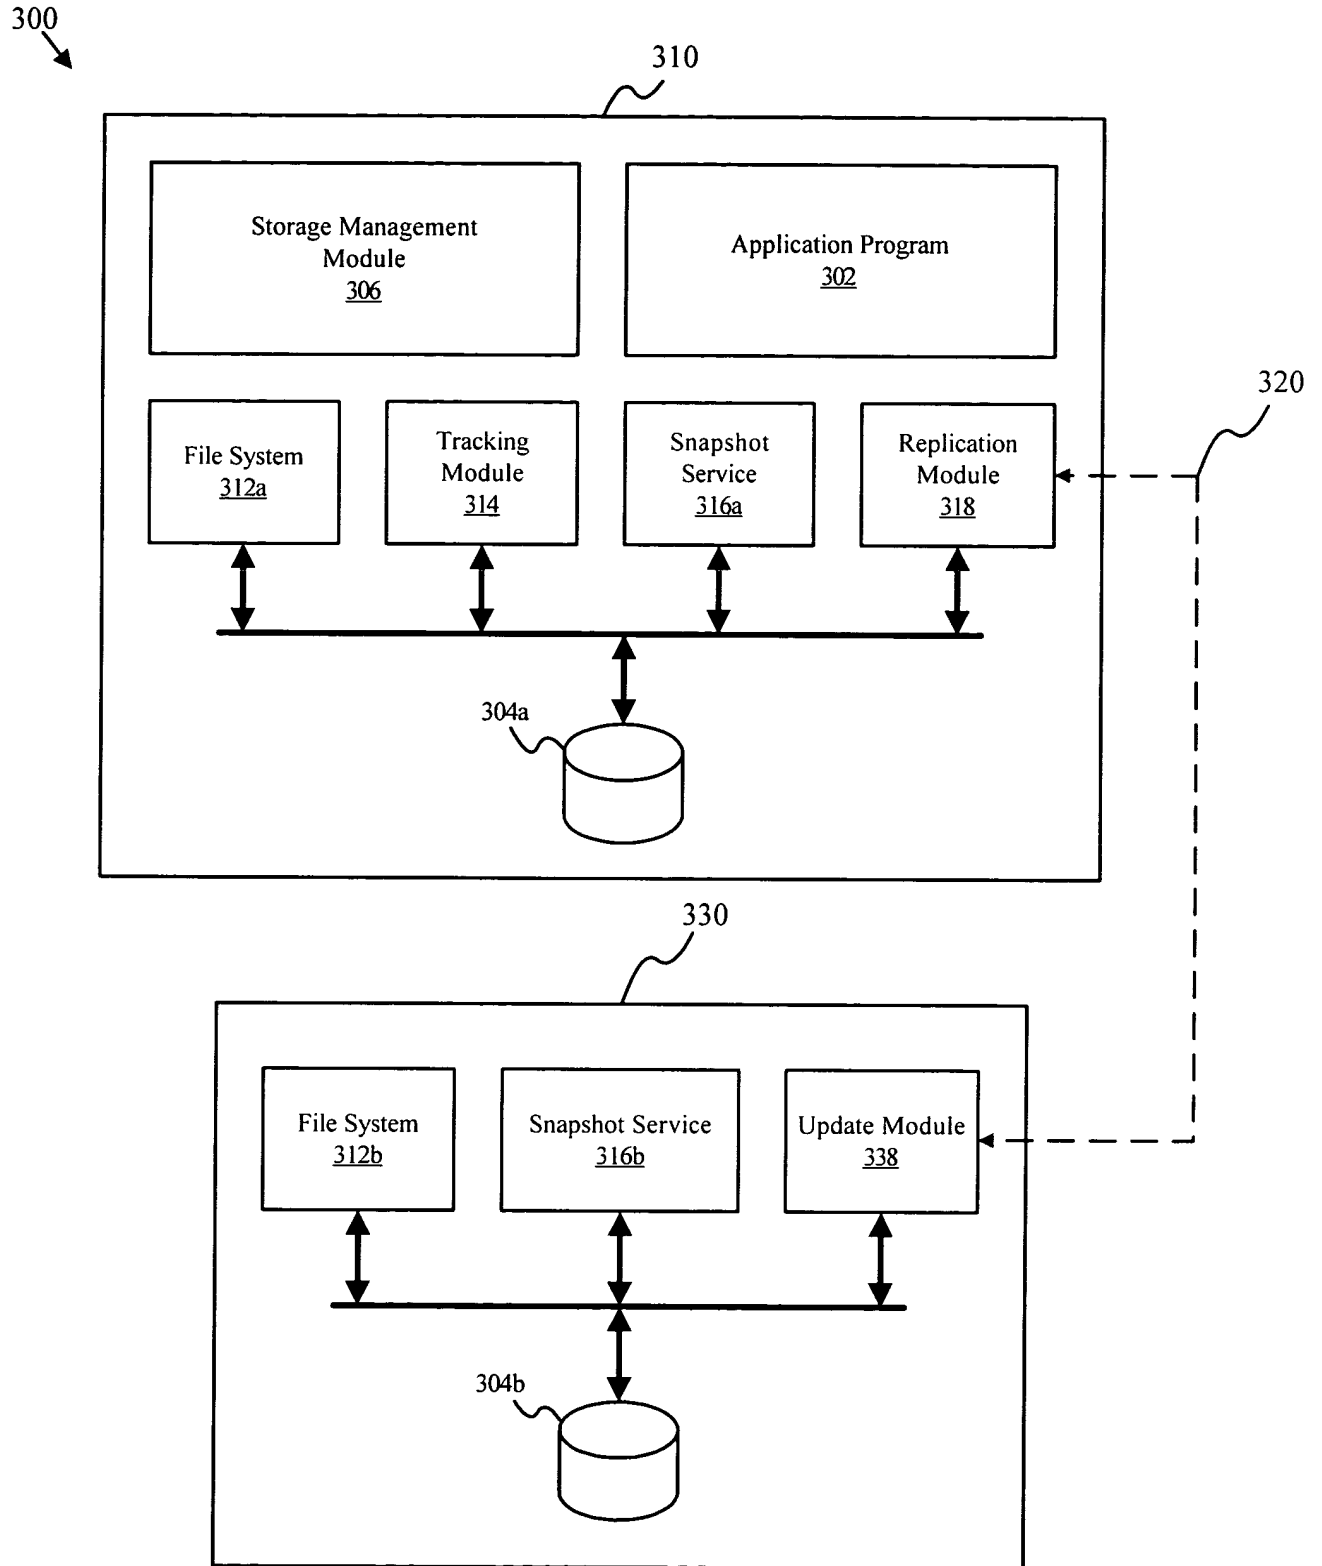 300
310
Storage Management
Module
306
Application Program
302
320
File System
312a
Tracking
Module
314
Snapshot
Service
316a
Replication
Module
318
304a
330
File System
312b
Snapshot Service
316b
Update Module
338
304b